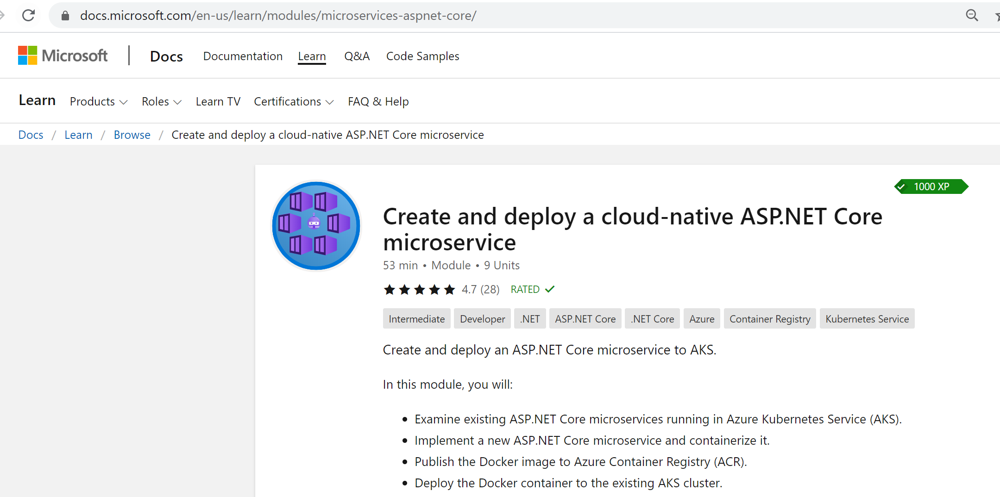 docs.microsoft.com/en-us/learn/modules/microservices-aspnet-core/
Microsoft Docs Documentation Learn Q&A Code Samples
Learn Products Roles Learn TV Certifications FAQ & Help
Docs / Learn / Browse / Create and deploy a cloud-native ASP.NET Core microservice
1000 XP
Create and deploy a cloud-native ASP.NET Core
microservice
53 min • Module • 9 Units
4.7 (28) RATED
Intermediate Developer .NET ASP.NET Core .NET Core Azure Container Registry Kubernetes Service
Create and deploy an ASP.NET Core microservice to AKS.
In this module, you will:
• Examine existing ASP.NET Core microservices running in Azure Kubernetes Service (AKS).
• Implement a new ASP.NET Core microservice and containerize it.
• Publish the Docker image to Azure Container Registry (ACR).
• Deploy the Docker container to the existing AKS cluster.